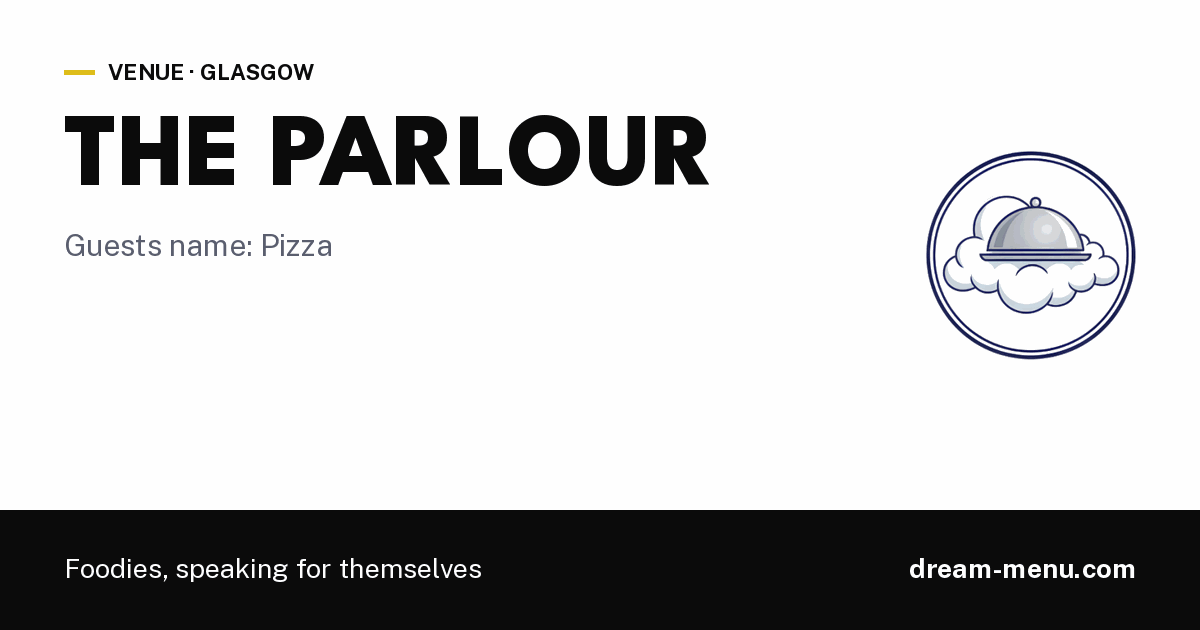 VENUE · GLASGOW
THE PARLOUR
Guests name: Pizza
Foodies, speaking for themselves
dream-menu.com